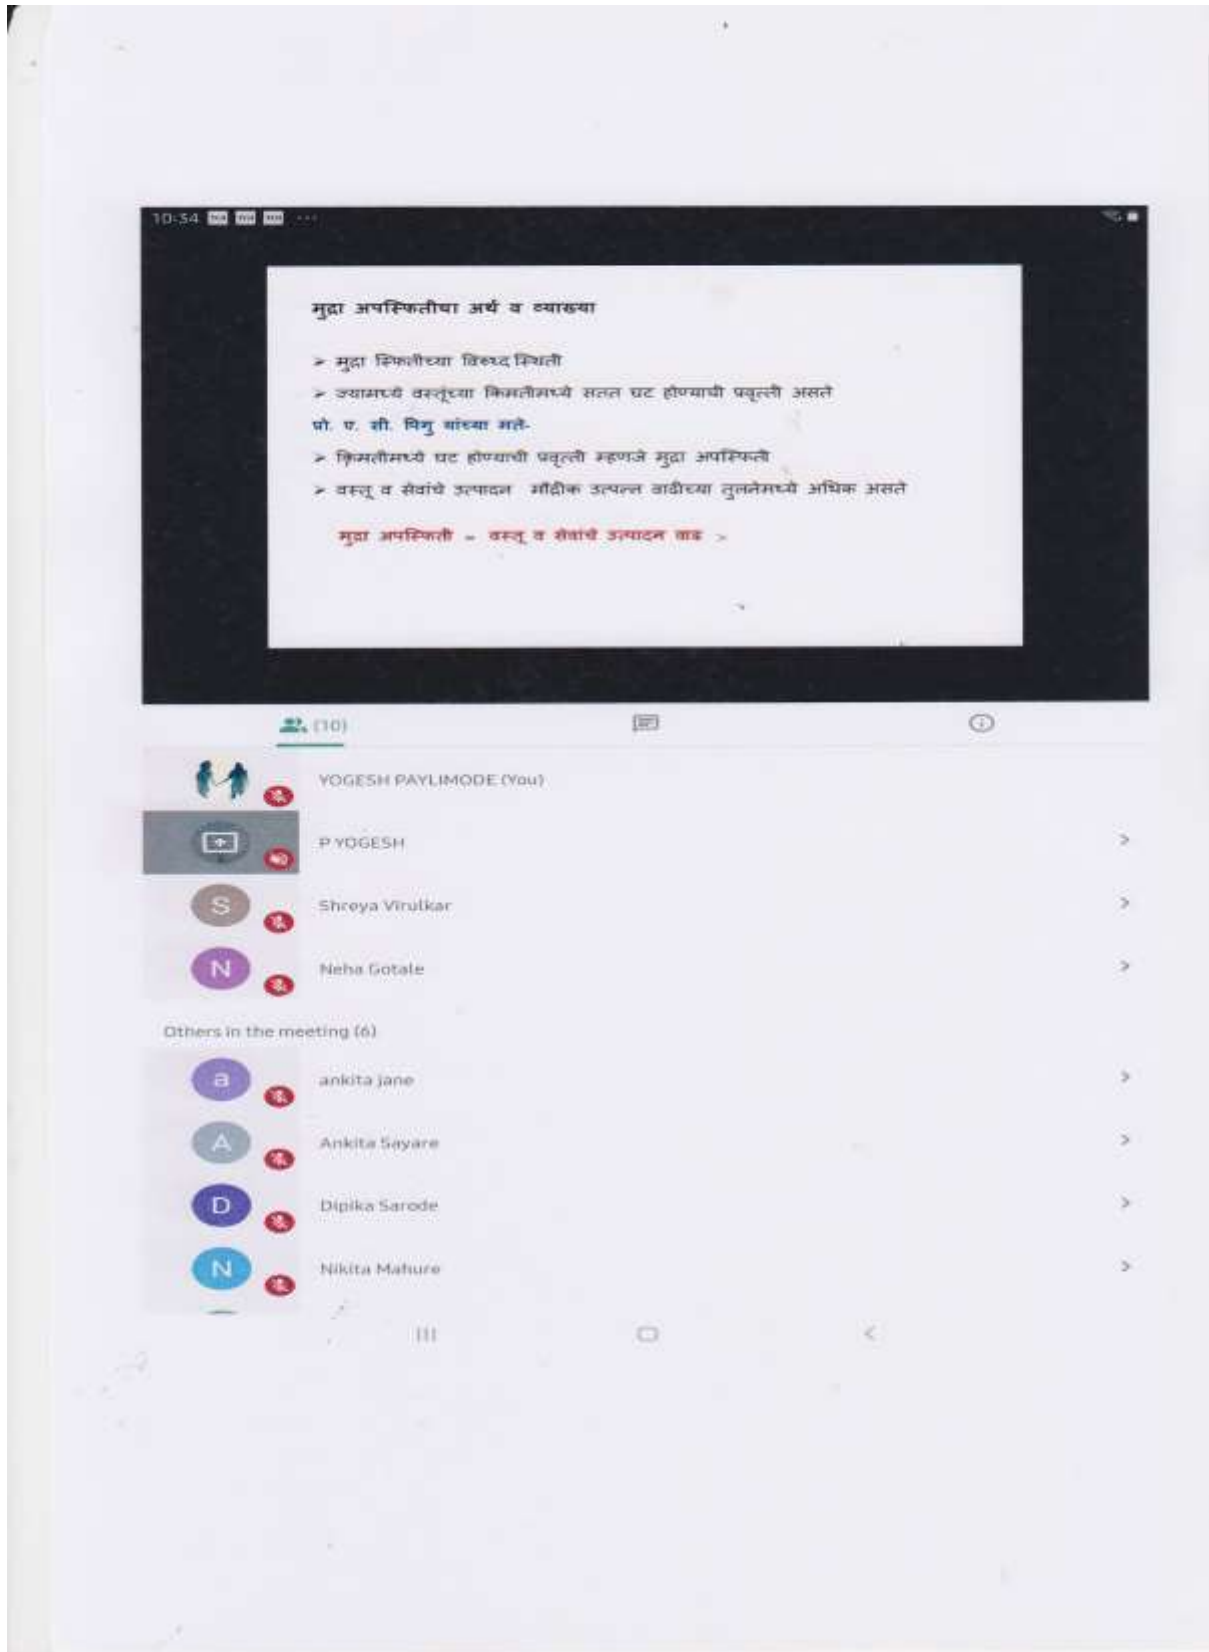 10:34
मुद्रा अपस्फितीचा अर्थ व व्याख्या
➢ मुद्रा स्फितीच्या विरुध्द स्थिती
➢ ज्यामध्ये वस्तूंच्या किमतीमध्ये सतत घट होण्याची प्रवृत्ती असते
प्रो. ए. सी. पिगु यांच्या मते-
➢ किमतीमध्ये घट होण्याची प्रवृत्ती म्हणजे मुद्रा अपस्फिती
➢ वस्तू व सेवांचे उत्पादन मौद्रीक उत्पन्न वाढीच्या तुलनेमध्ये अधिक असते
मुद्रा अपस्फिती = वस्तू व सेवांचे उत्पादन वाढ >
(10)
YOGESH PAYLIMODE (You)
P YOGESH
S Shreya Virulkar
N Neha Gotale
Others in the meeting (6)
a ankita jane
A Ankita Sayare
D Dipika Sarode
N Nikita Mahure